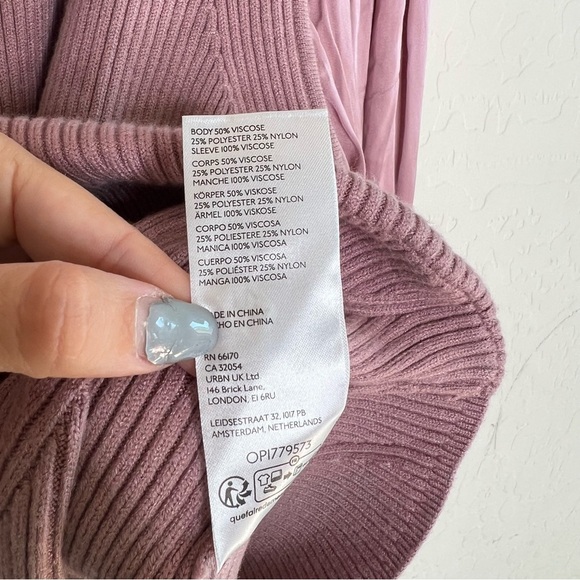 BODY 50% VISCOSE
25% POLYESTER 25% NYLON
SLEEVE 100% VISCOSE
CORPS 50% VISCOSE
25% POLYESTER 25% NYLON
MANCHE 100% VISCOSE
KÖRPER 50% VISKOSE
25% POLYESTER 25% NYLON
ÄRMEL 100% VISKOSE
CORPO 50% VISCOSA
25% POLIESTERE 25% NYLON
MANICA 100% VISCOSA
CUERPO 50% VISCOSA
25% POLIÉSTER 25% NYLON
MANGA 100% VISCOSA
DE IN CHINA
CHO EN CHINA
RN 66170
CA 32054
URBN UK Ltd
146 Brick Lane,
LONDON, E1 6RU
LEIDSESTRAAT 32, 1017 PB
AMSTERDAM, NETHERLANDS
OP1779573